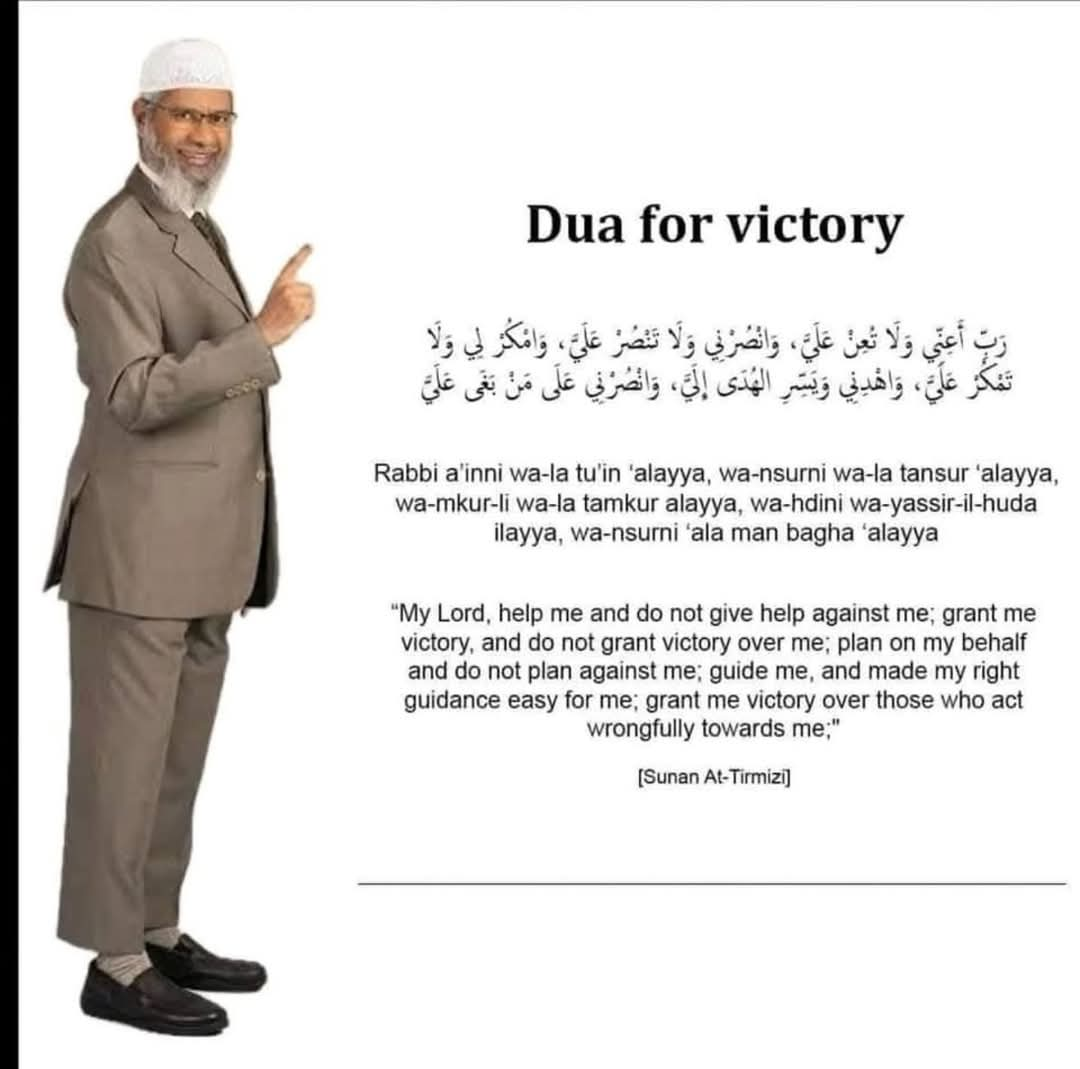 Dua for victory
رَبِّ أَعِنِّي وَلَا تُعِنْ عَلَيَّ، وَانْصُرْنِي وَلَا تَنْصُرْ عَلَيَّ، وَامْكُرْ لِي وَلَا
تَمْكُرْ عَلَيَّ، وَاهْدِنِي وَيَسِّرِ الهُدَى إِلَيَّ، وَانْصُرْنِي عَلَى مَنْ بَغَى عَلَيَّ
Rabbi a'inni wa-la tu'in ‘alayya, wa-nsurni wa-la tansur ‘alayya,
wa-mkur-li wa-la tamkur alayya, wa-hdini wa-yassir-il-huda
ilayya, wa-nsurni ‘ala man bagha ‘alayya
“My Lord, help me and do not give help against me; grant me
victory, and do not grant victory over me; plan on my behalf
and do not plan against me; guide me, and made my right
guidance easy for me; grant me victory over those who act
wrongfully towards me;"
[Sunan At-Tirmizi]